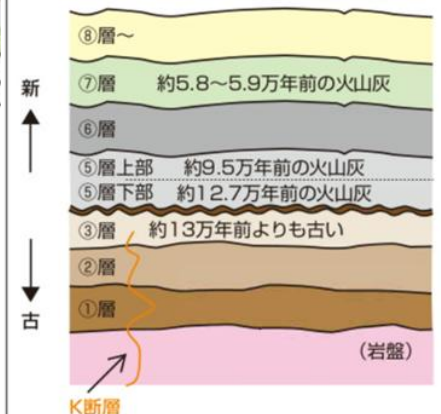 ⑧層～
新
⑦層 約5.8～5.9万年前の火山灰
⑥層
⑤層上部 約9.5万年前の火山灰
⑤層下部 約12.7万年前の火山灰
③層 約13万年前よりも古い
②層
①層
古
(岩盤)
K断層